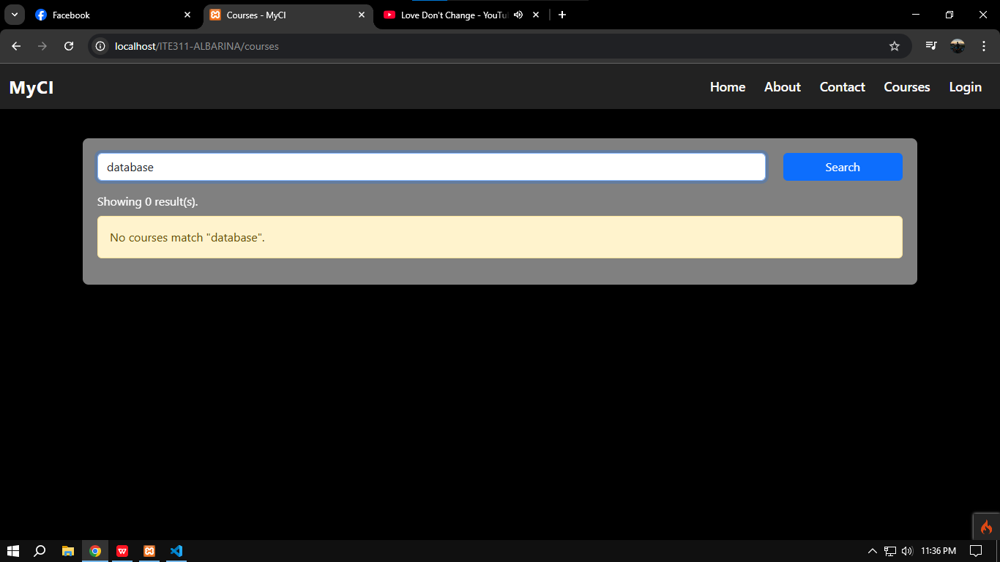 Facebook
Courses - MyCI
Love Don't Change - YouTu
localhost/ITE311-ALBARINA/courses
MyCI
Home About Contact Courses Login
database
Search
Showing 0 result(s).
No courses match "database".
11:36 PM